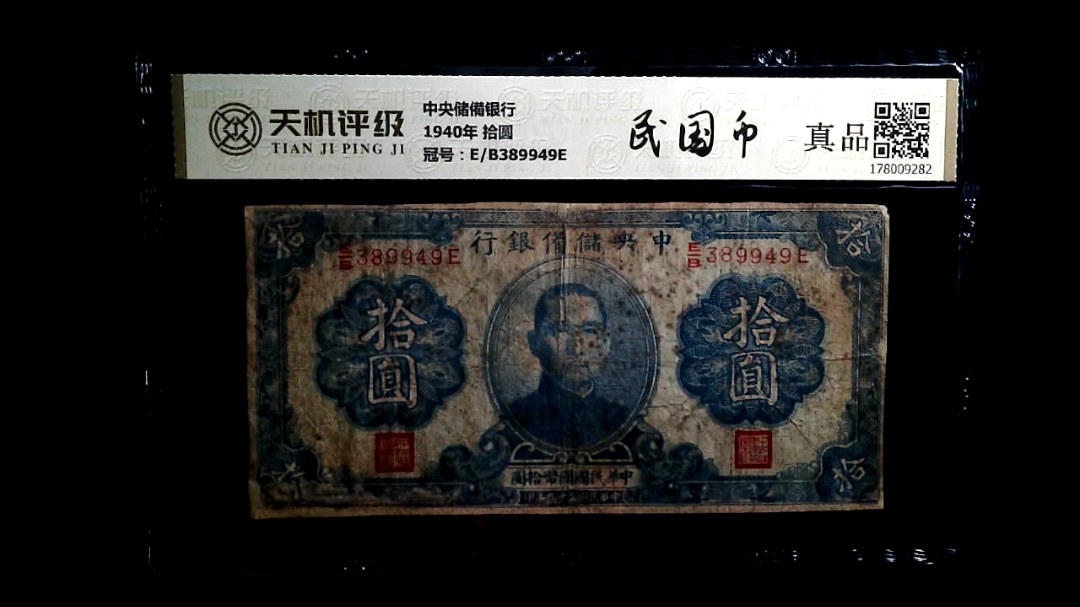 天机评级
TIAN JI PING JI
中央储備银行
1940年 拾圆
冠号：E/B389949E
民国币
真品
178009282
拾
拾
行銀備儲央中
E/B 389949E
E/B 389949E
拾圓
拾圓
拾